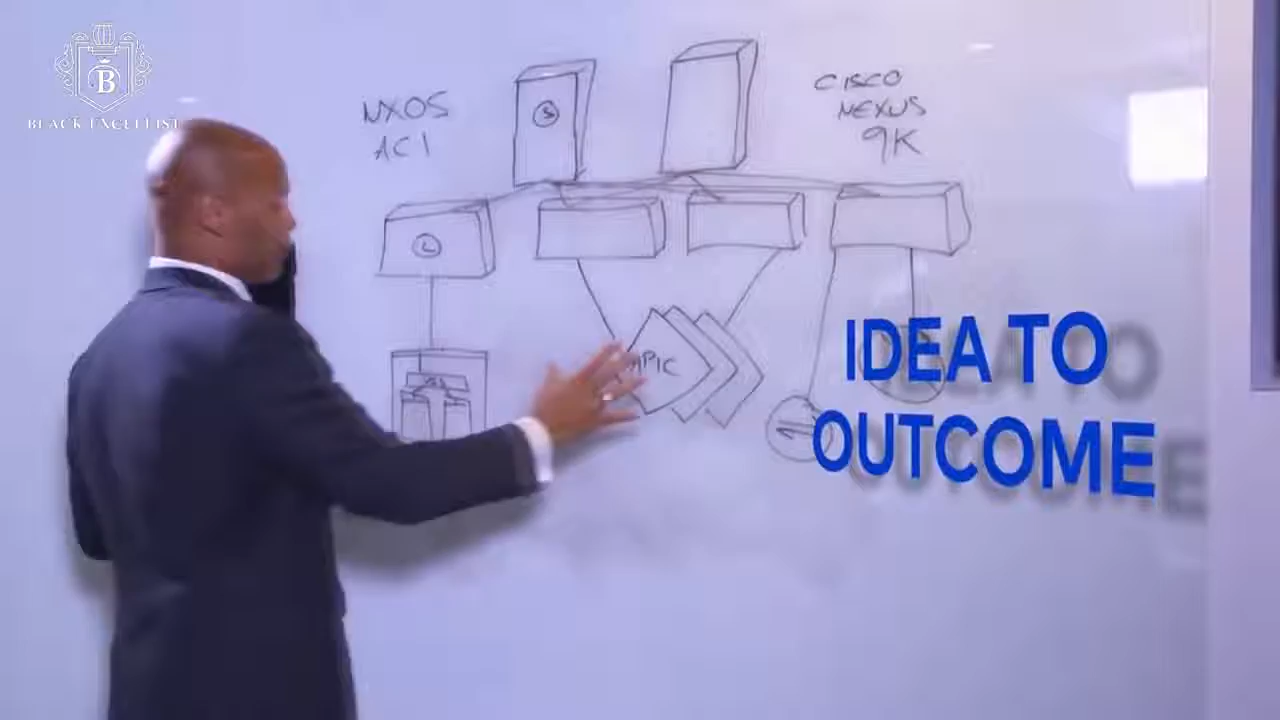 B
BLACK EXCELLIST
NXOS
ACI
S
CISCO
NEXUS
9K
L
APIC
IDEA TO
OUTCOME